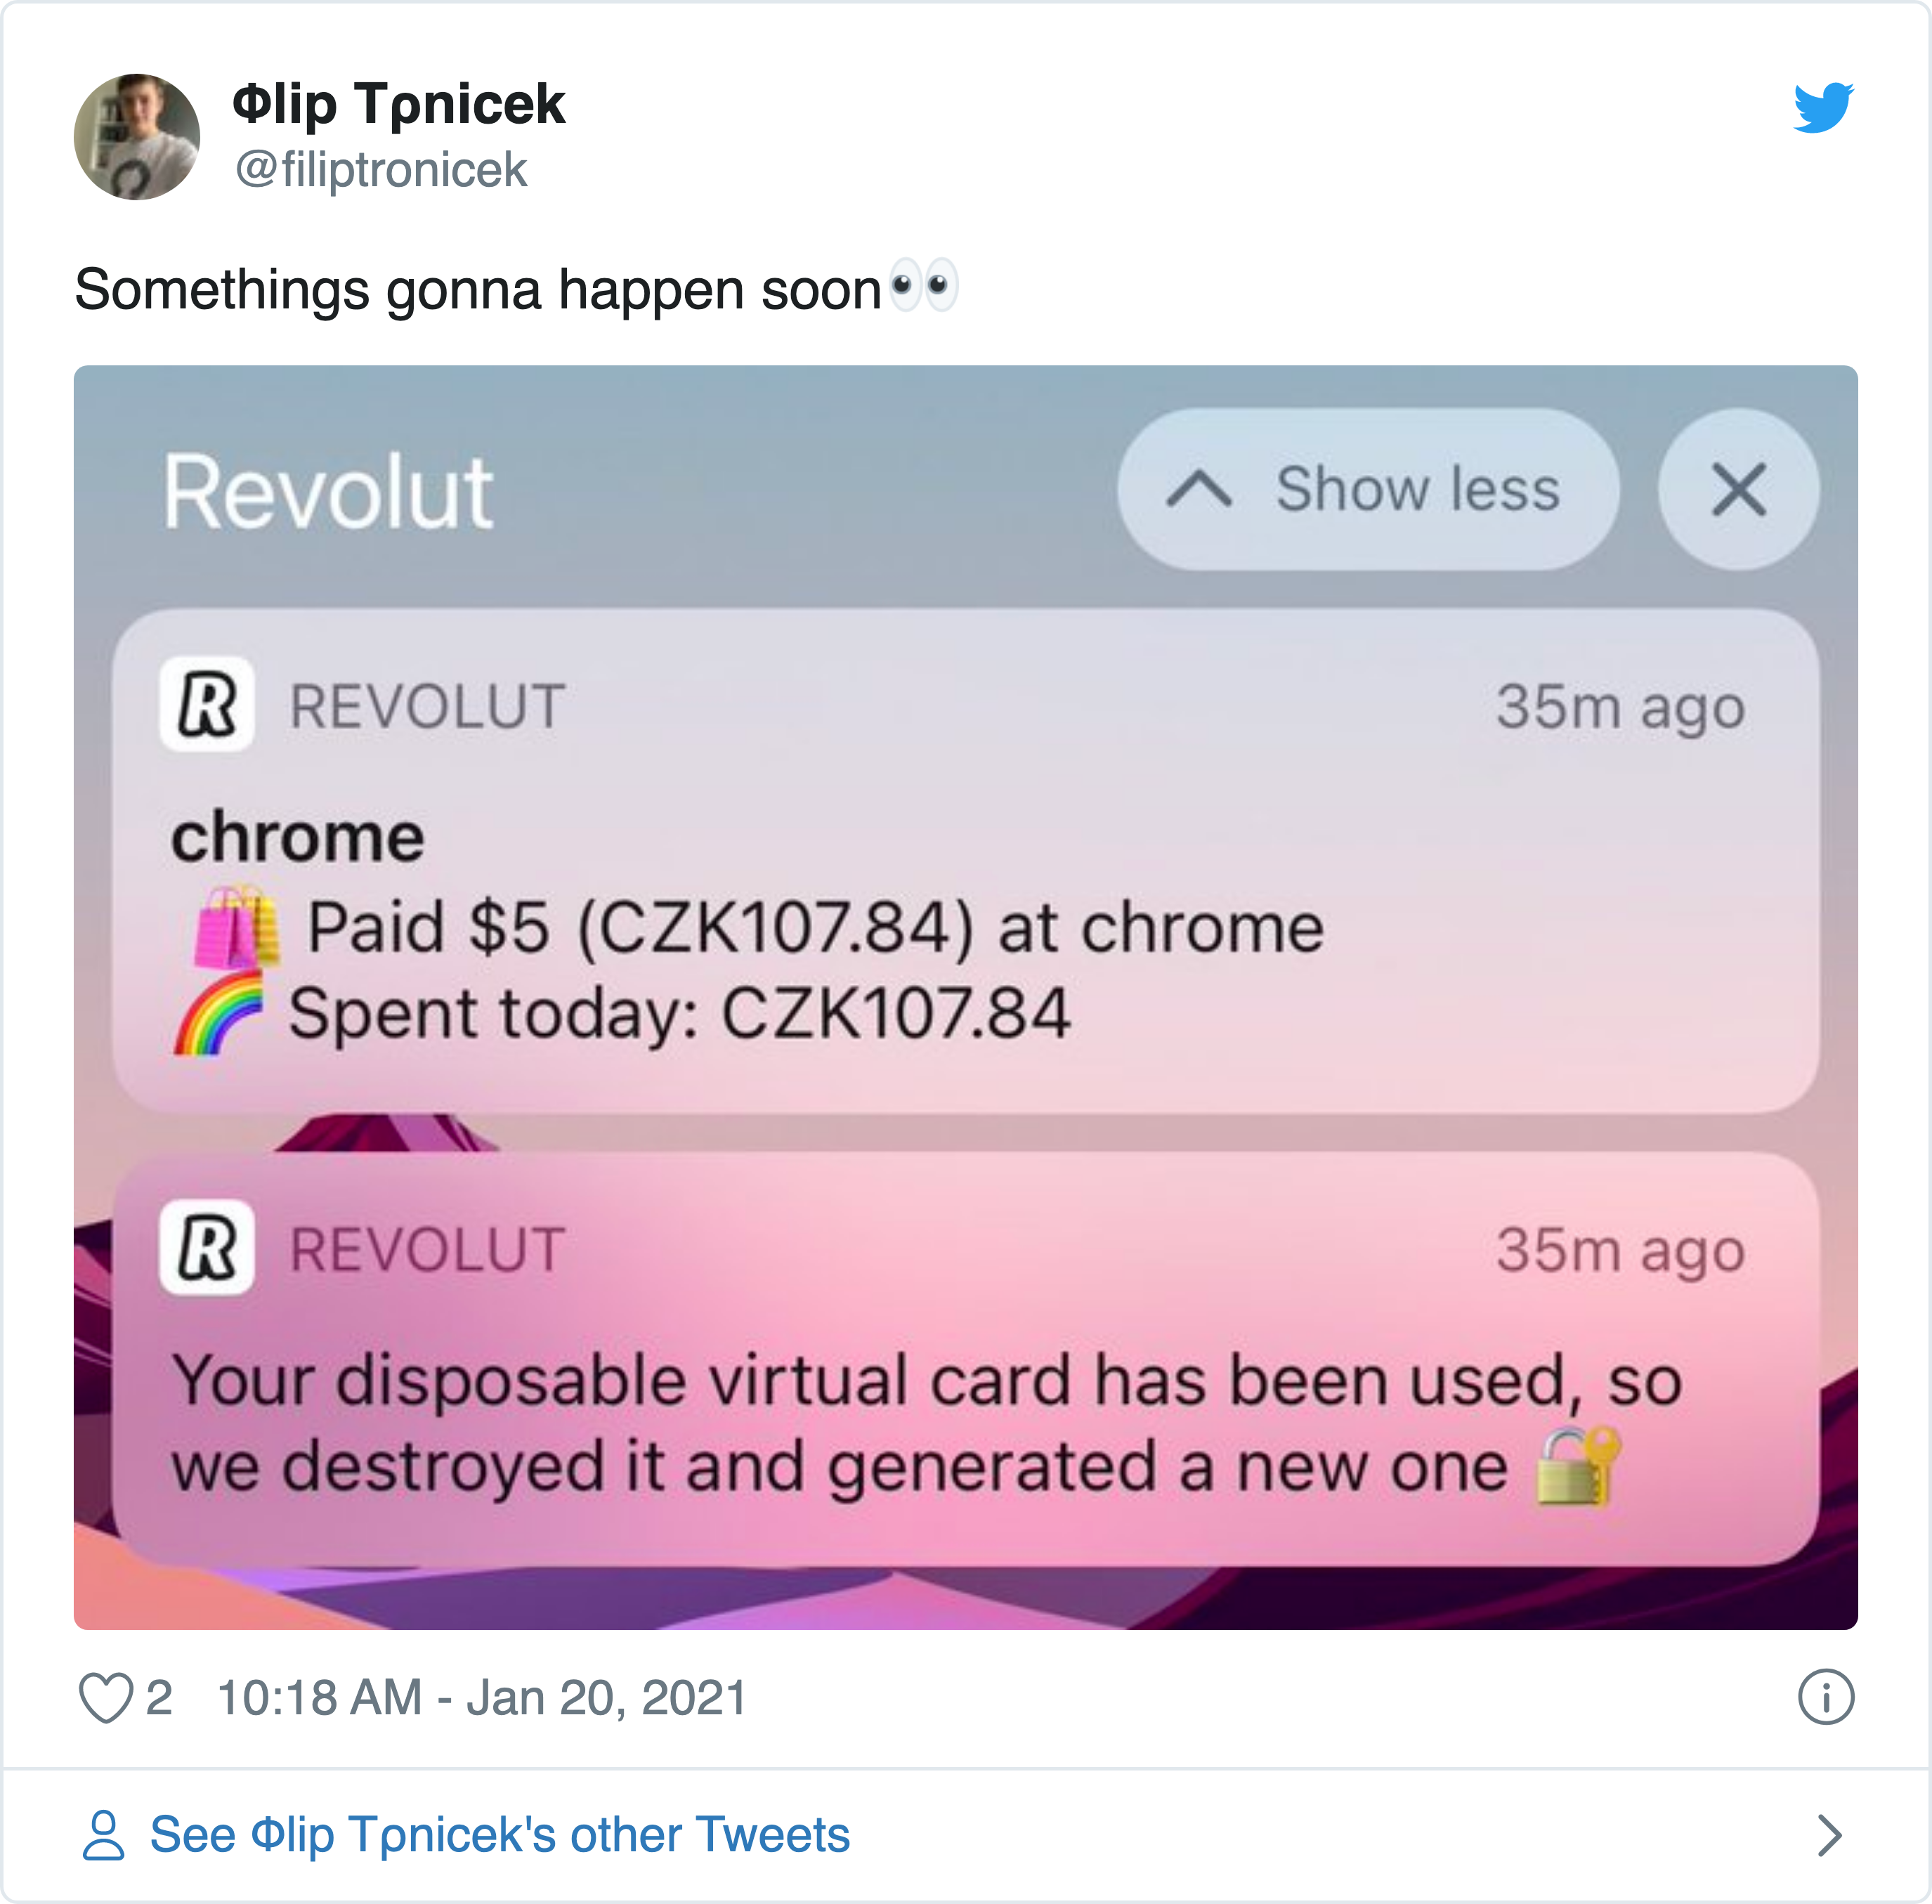 Φlip Tρnicek
@filiptronicek
Somethings gonna happen soon👀
Revolut
Show less
R REVOLUT 35m ago
chrome
🛍 Paid $5 (CZK107.84) at chrome
🌈 Spent today: CZK107.84
R REVOLUT 35m ago
Your disposable virtual card has been used, so
we destroyed it and generated a new one 🔐
2 10:18 AM - Jan 20, 2021
See Φlip Tρnicek's other Tweets